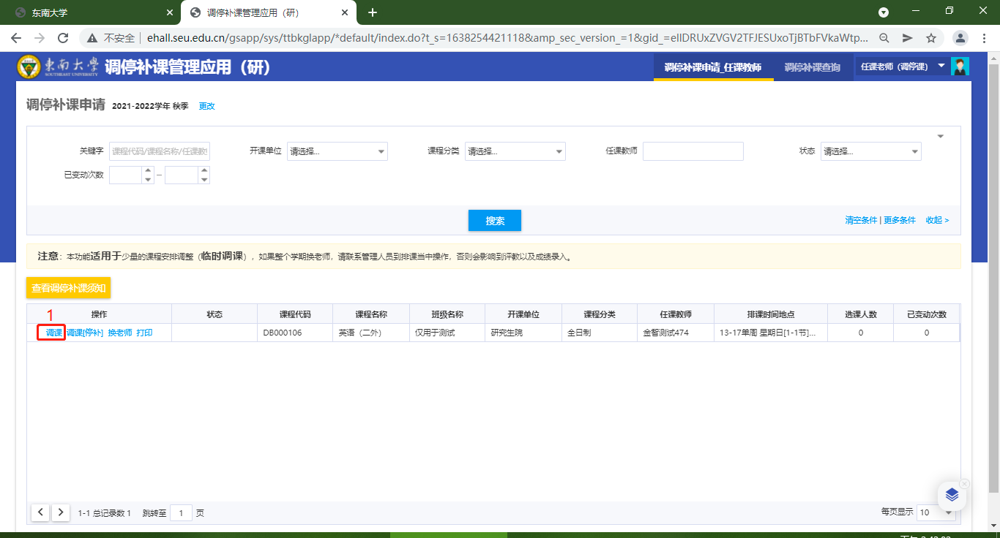 东南大学
调停补课管理应用（研）
不安全
ehall.seu.edu.cn/gsapp/sys/ttbkglapp/*default/index.do?t_s=1638254421118&amp_sec_version_=1&gid_=ellDRUxZVGV2TFJESUxoTjBTbFVkaWtp...
東南大學
SOUTHEAST UNIVERSITY
调停补课管理应用（研）
调停补课申请_任课教师
调停补课查询
任课老师（调停课）
调停补课申请 2021-2022学年 秋季 更改
关键字 课程代码/课程名称/任课教 开课单位 请选择... 课程分类 请选择... 任课教师 状态 请选择...
已变动次数 –
搜索
清空条件 | 更多条件 收起 >
注意：本功能适用于少量的课程安排调整（临时调课），如果整个学期换老师，请联系管理人员到排课当中操作，否则会影响到评教以及成绩录入。
查看调停补课须知
1
操作 状态 课程代码 课程名称 班级名称 开课单位 课程分类 任课教师 排课时间地点 选课人数 已变动次数
调课 调课[停补] 换老师 打印 DB000106 英语（二外） 仅用于测试 研究生院 全日制 金智测试474 13-17单周 星期日[1-1节]... 0 0
1-1 总记录数 1 跳转至 1 页
每页显示 10